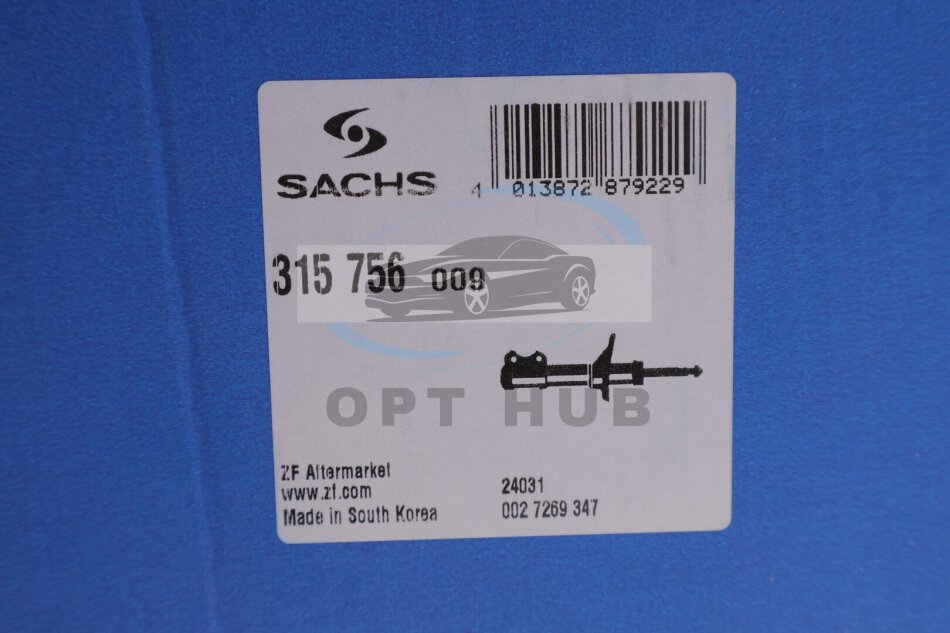 SACHS
4 013872 879229
315 756 009
OPT HUB
ZF Aftermarket
www.zf.com
Made in South Korea
24031
002 7269 347